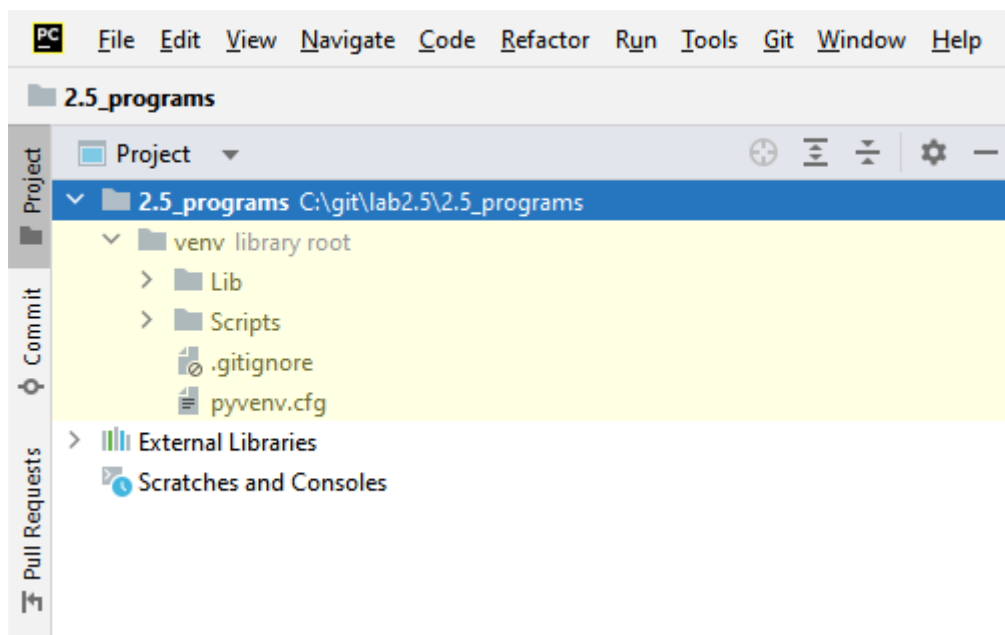 PC File Edit View Navigate Code Refactor Run Tools Git Window Help
2.5_programs
Project
Project
2.5_programs C:\git\lab2.5\2.5_programs
venv library root
Lib
Scripts
.gitignore
pyvenv.cfg
External Libraries
Scratches and Consoles
Commit
Pull Requests